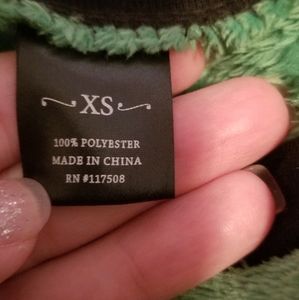 XS
100% POLYESTER
MADE IN CHINA
RN #117508